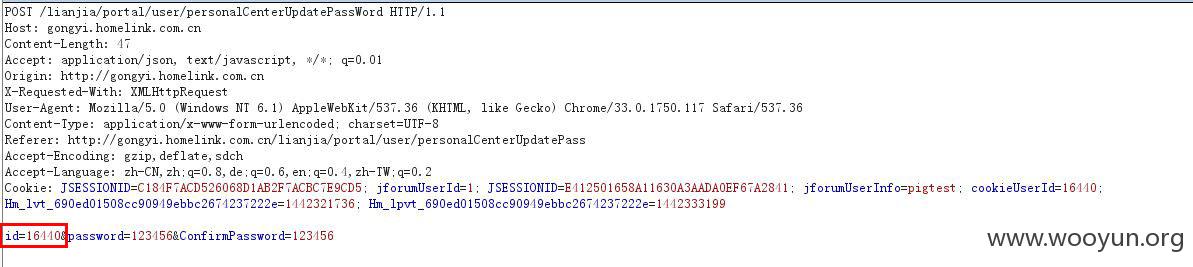 POST /lianjia/portal/user/personalCenterUpdatePassWord HTTP/1.1
Host: gongyi.homelink.com.cn
Content-Length: 47
Accept: application/json, text/javascript, */*; q=0.01
Origin: http://gongyi.homelink.com.cn
X-Requested-With: XMLHttpRequest
User-Agent: Mozilla/5.0 (Windows NT 6.1) AppleWebKit/537.36 (KHTML, like Gecko) Chrome/33.0.1750.117 Safari/537.36
Content-Type: application/x-www-form-urlencoded; charset=UTF-8
Referer: http://gongyi.homelink.com.cn/lianjia/portal/user/personalCenterUpdatePass
Accept-Encoding: gzip,deflate,sdch
Accept-Language: zh-CN,zh;q=0.8,de;q=0.6,en;q=0.4,zh-TW;q=0.2
Cookie: JSESSIONID=C184F7ACD526068D1AB2F7ACBC7E9CD5; jforumUserId=1; JSESSIONID=E412501658A11630A3AADA0EF67A2841; jforumUserInfo=pigtest; cookieUserId=16440;
Hm_lvt_690ed01508cc90949ebbc2674237222e=1442321736; Hm_lpvt_690ed01508cc90949ebbc2674237222e=1442333199
id=16440&password=123456&ConfirmPassword=123456
www.wooyun.org